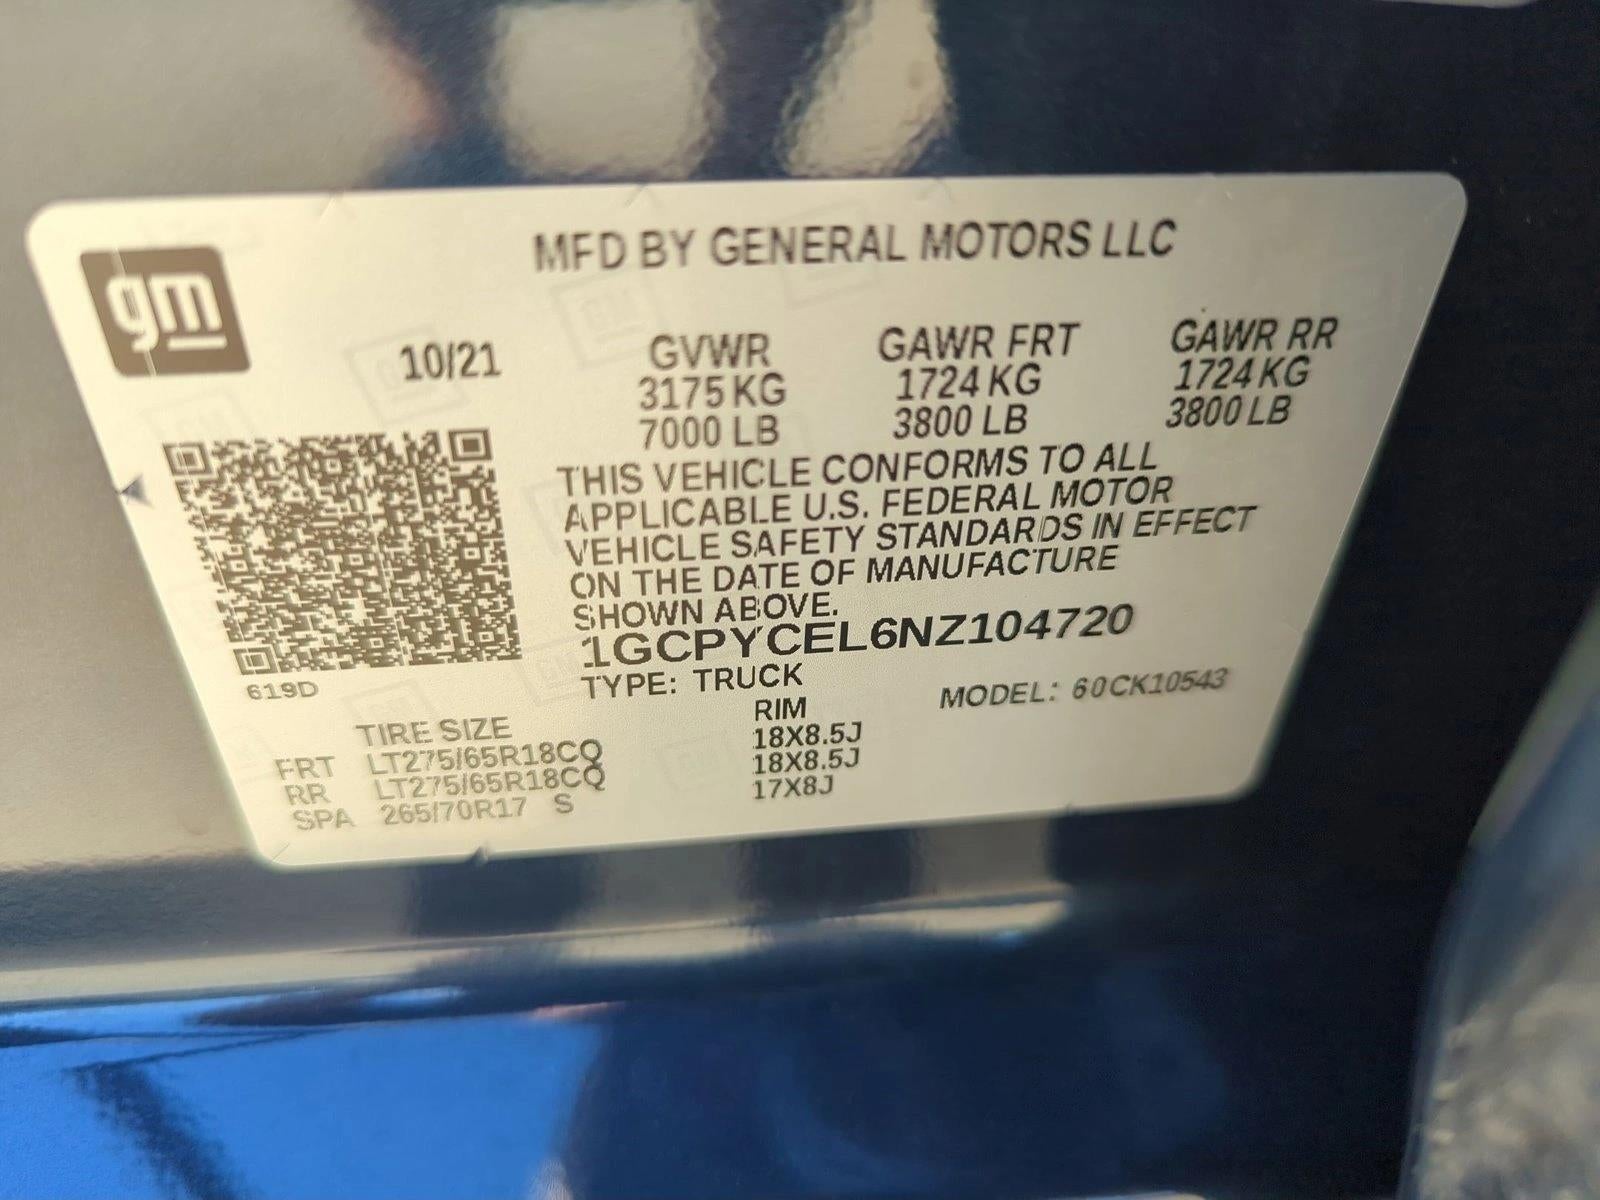 gm
MFD BY GENERAL MOTORS LLC
10/21 GVWR GAWR FRT GAWR RR
3175 KG 1724 KG 1724 KG
7000 LB 3800 LB 3800 LB
THIS VEHICLE CONFORMS TO ALL
APPLICABLE U.S. FEDERAL MOTOR
VEHICLE SAFETY STANDARDS IN EFFECT
ON THE DATE OF MANUFACTURE
SHOWN ABOVE.
1GCPYCEL6NZ104720
619D
TYPE: TRUCK MODEL: 60CK10543
TIRE SIZE RIM
FRT LT275/65R18CQ 18X8.5J
RR LT275/65R18CQ 18X8.5J
SPA 265/70R17 S 17X8J